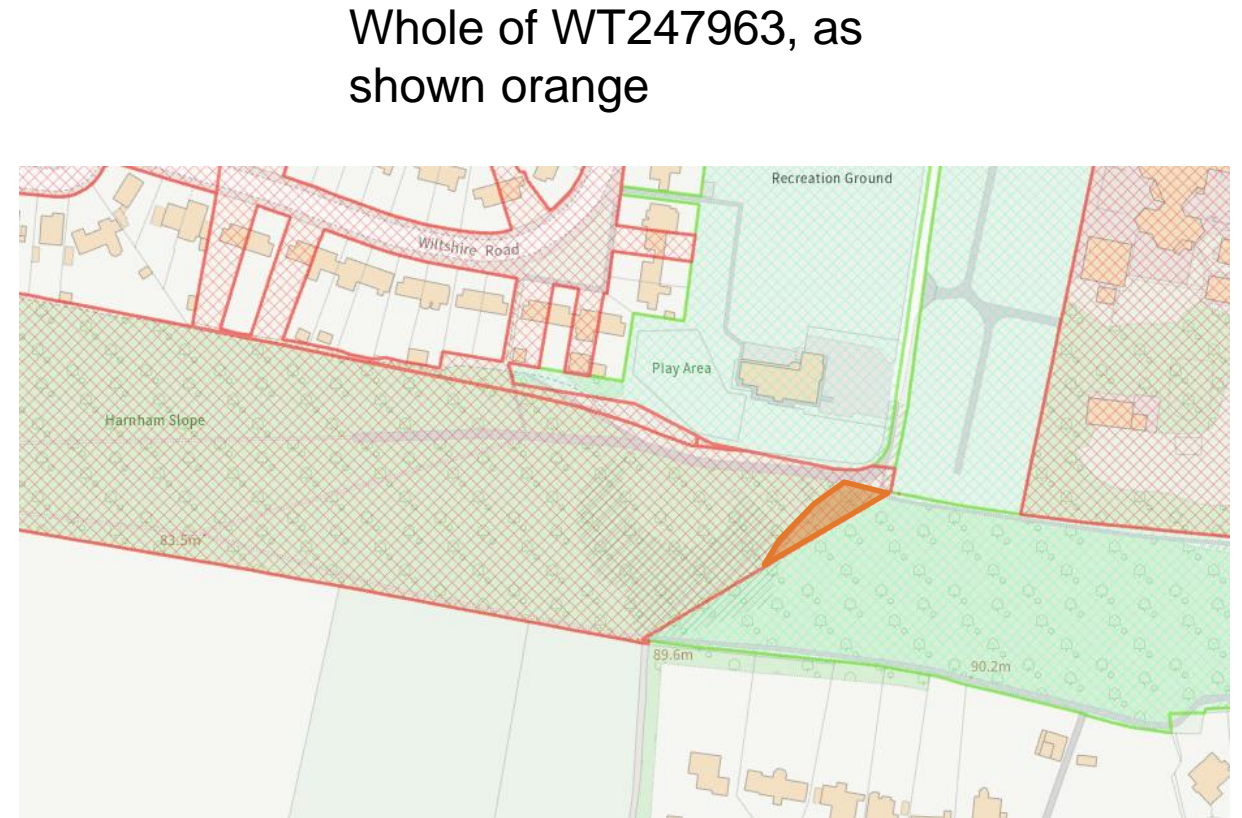 Whole of WT247963, as
shown orange
Recreation Ground
Wiltshire Road
Play Area
Harnham Slope
83.5m
89.6m
90.2m